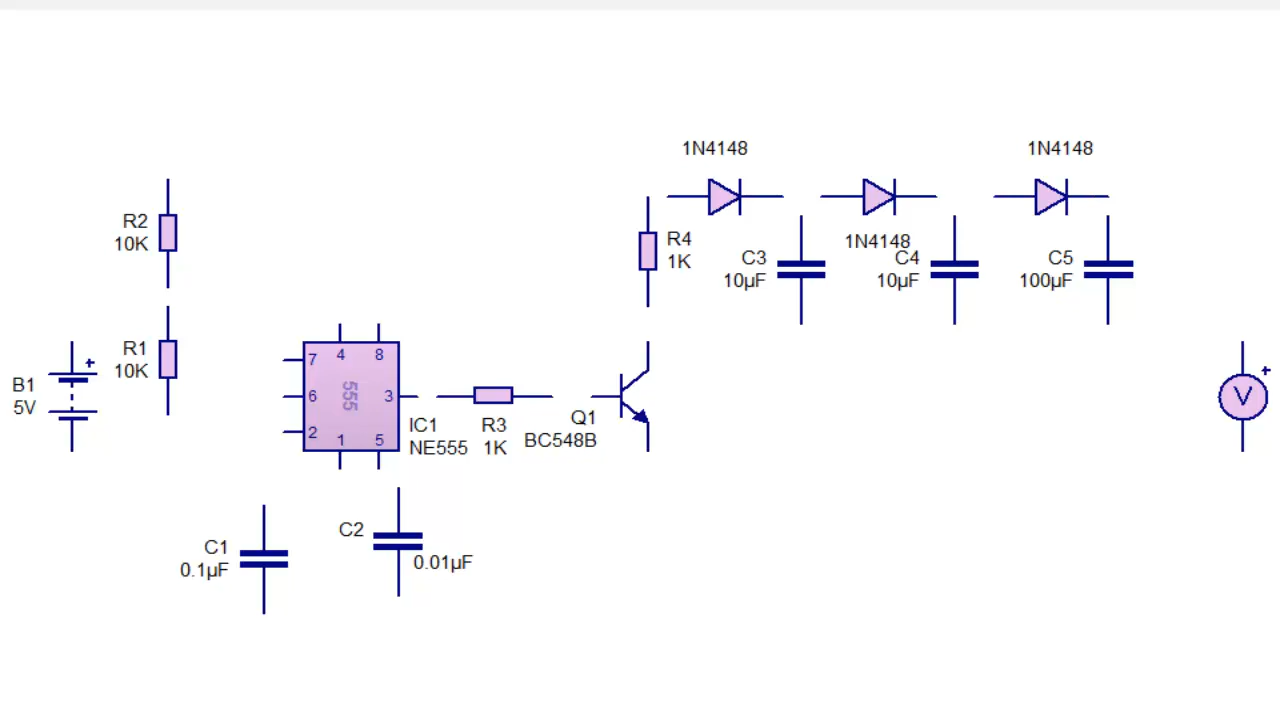 1N4148
1N4148
R2
10K
R4
1K
1N4148
C3
10µF
C4
10µF
C5
100µF
R1
10K
B1
5V
+
7
4
8
6
555
3
2
1
5
IC1
NE555
R3
1K
Q1
BC548B
+
V
C1
0.1µF
C2
0.01µF